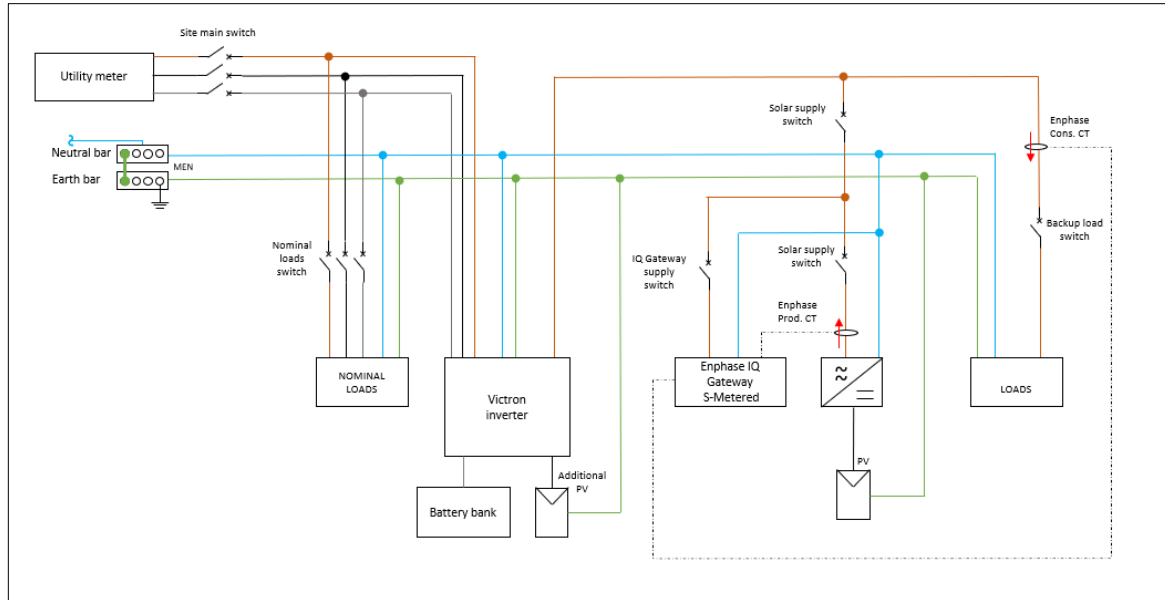 Site main switch
Utility meter
Solar supply
switch
Enphase
Cons. CT
Neutral bar
MEN
Earth bar
Nominal
loads
switch
IQ Gateway
supply
switch
Solar supply
switch
Backup load
switch
Enphase
Prod. CT
NOMINAL
LOADS
Victron
inverter
Enphase IQ
Gateway
S-Metered
LOADS
Additional
PV
PV
Battery bank